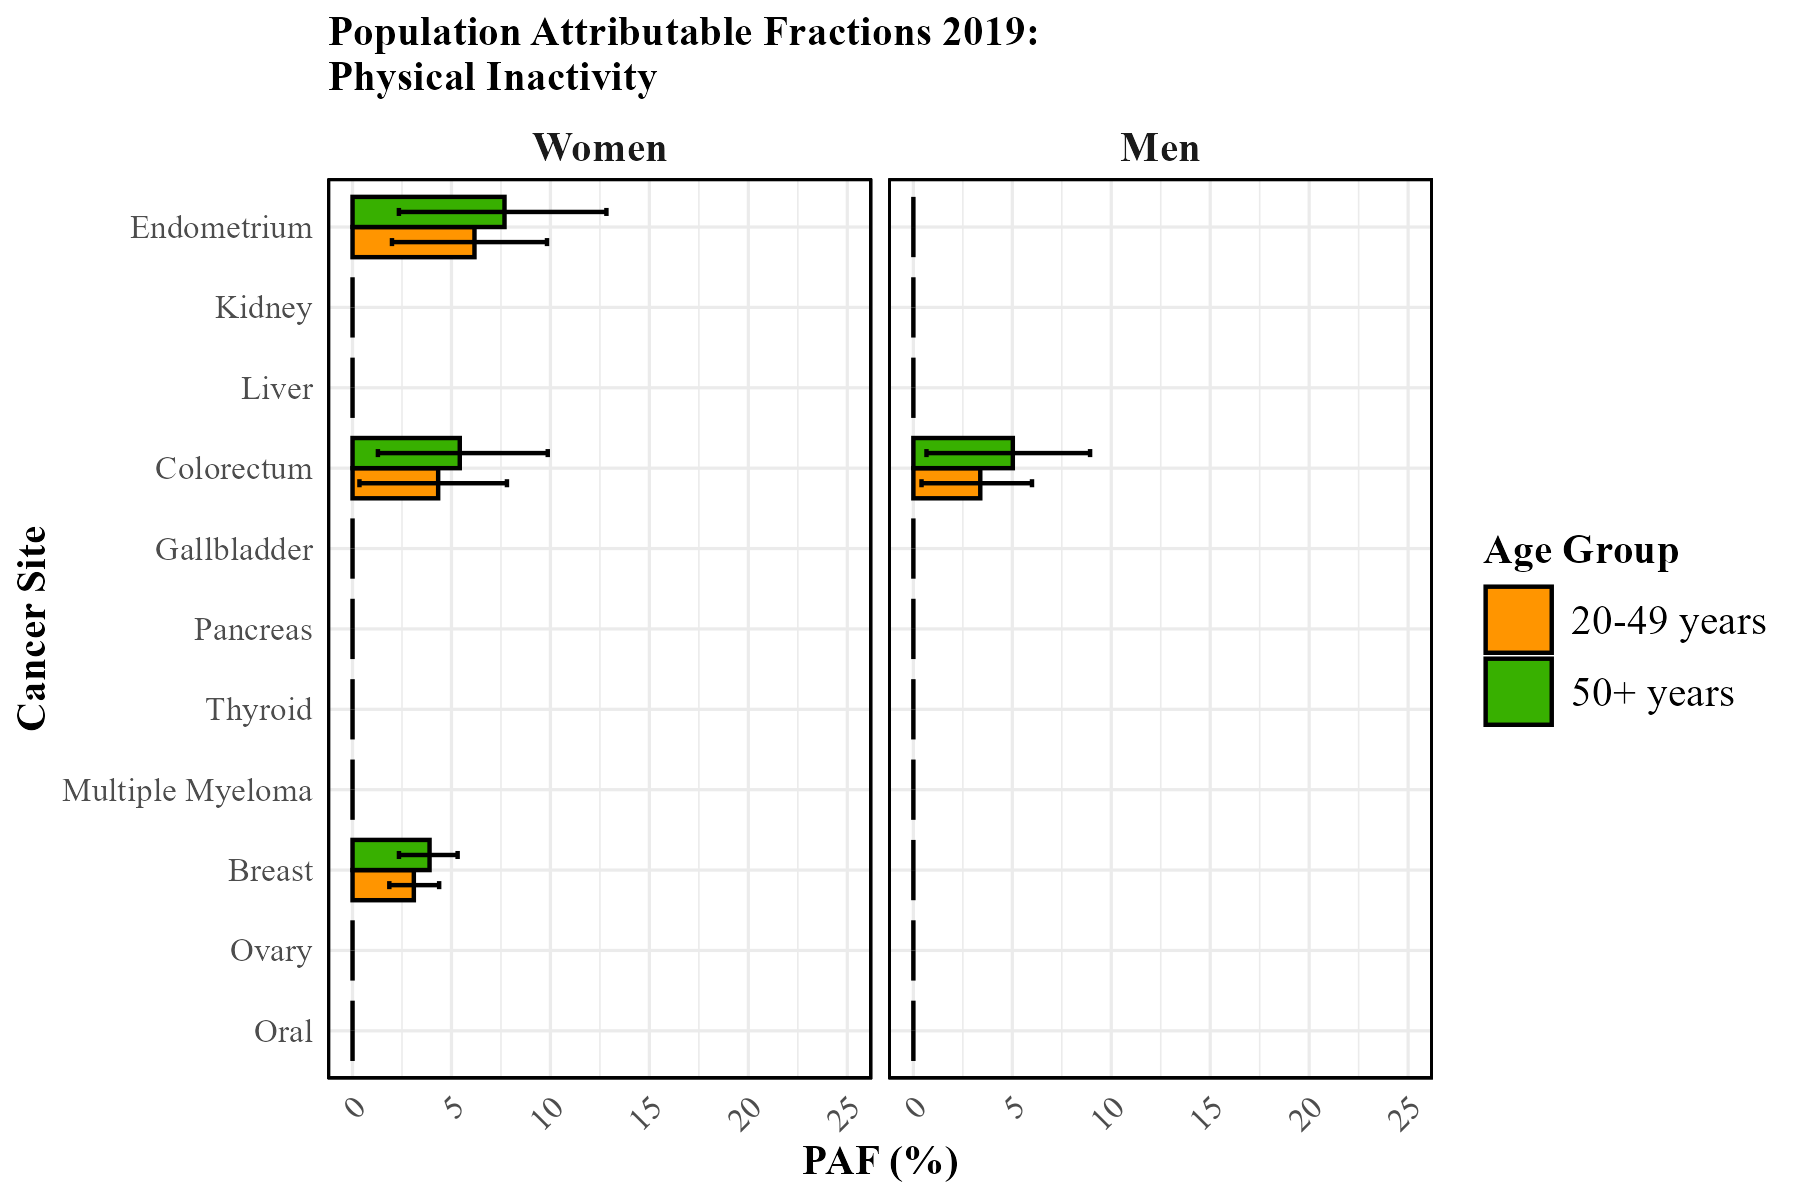 Population Attributable Fractions 2019:
Physical Inactivity
Women
Men
Cancer Site
Endometrium
Kidney
Liver
Colorectum
Gallbladder
Pancreas
Thyroid
Multiple Myeloma
Breast
Ovary
Oral
0 5 10 15 20 25
0 5 10 15 20 25
PAF (%)
Age Group
20-49 years
50+ years